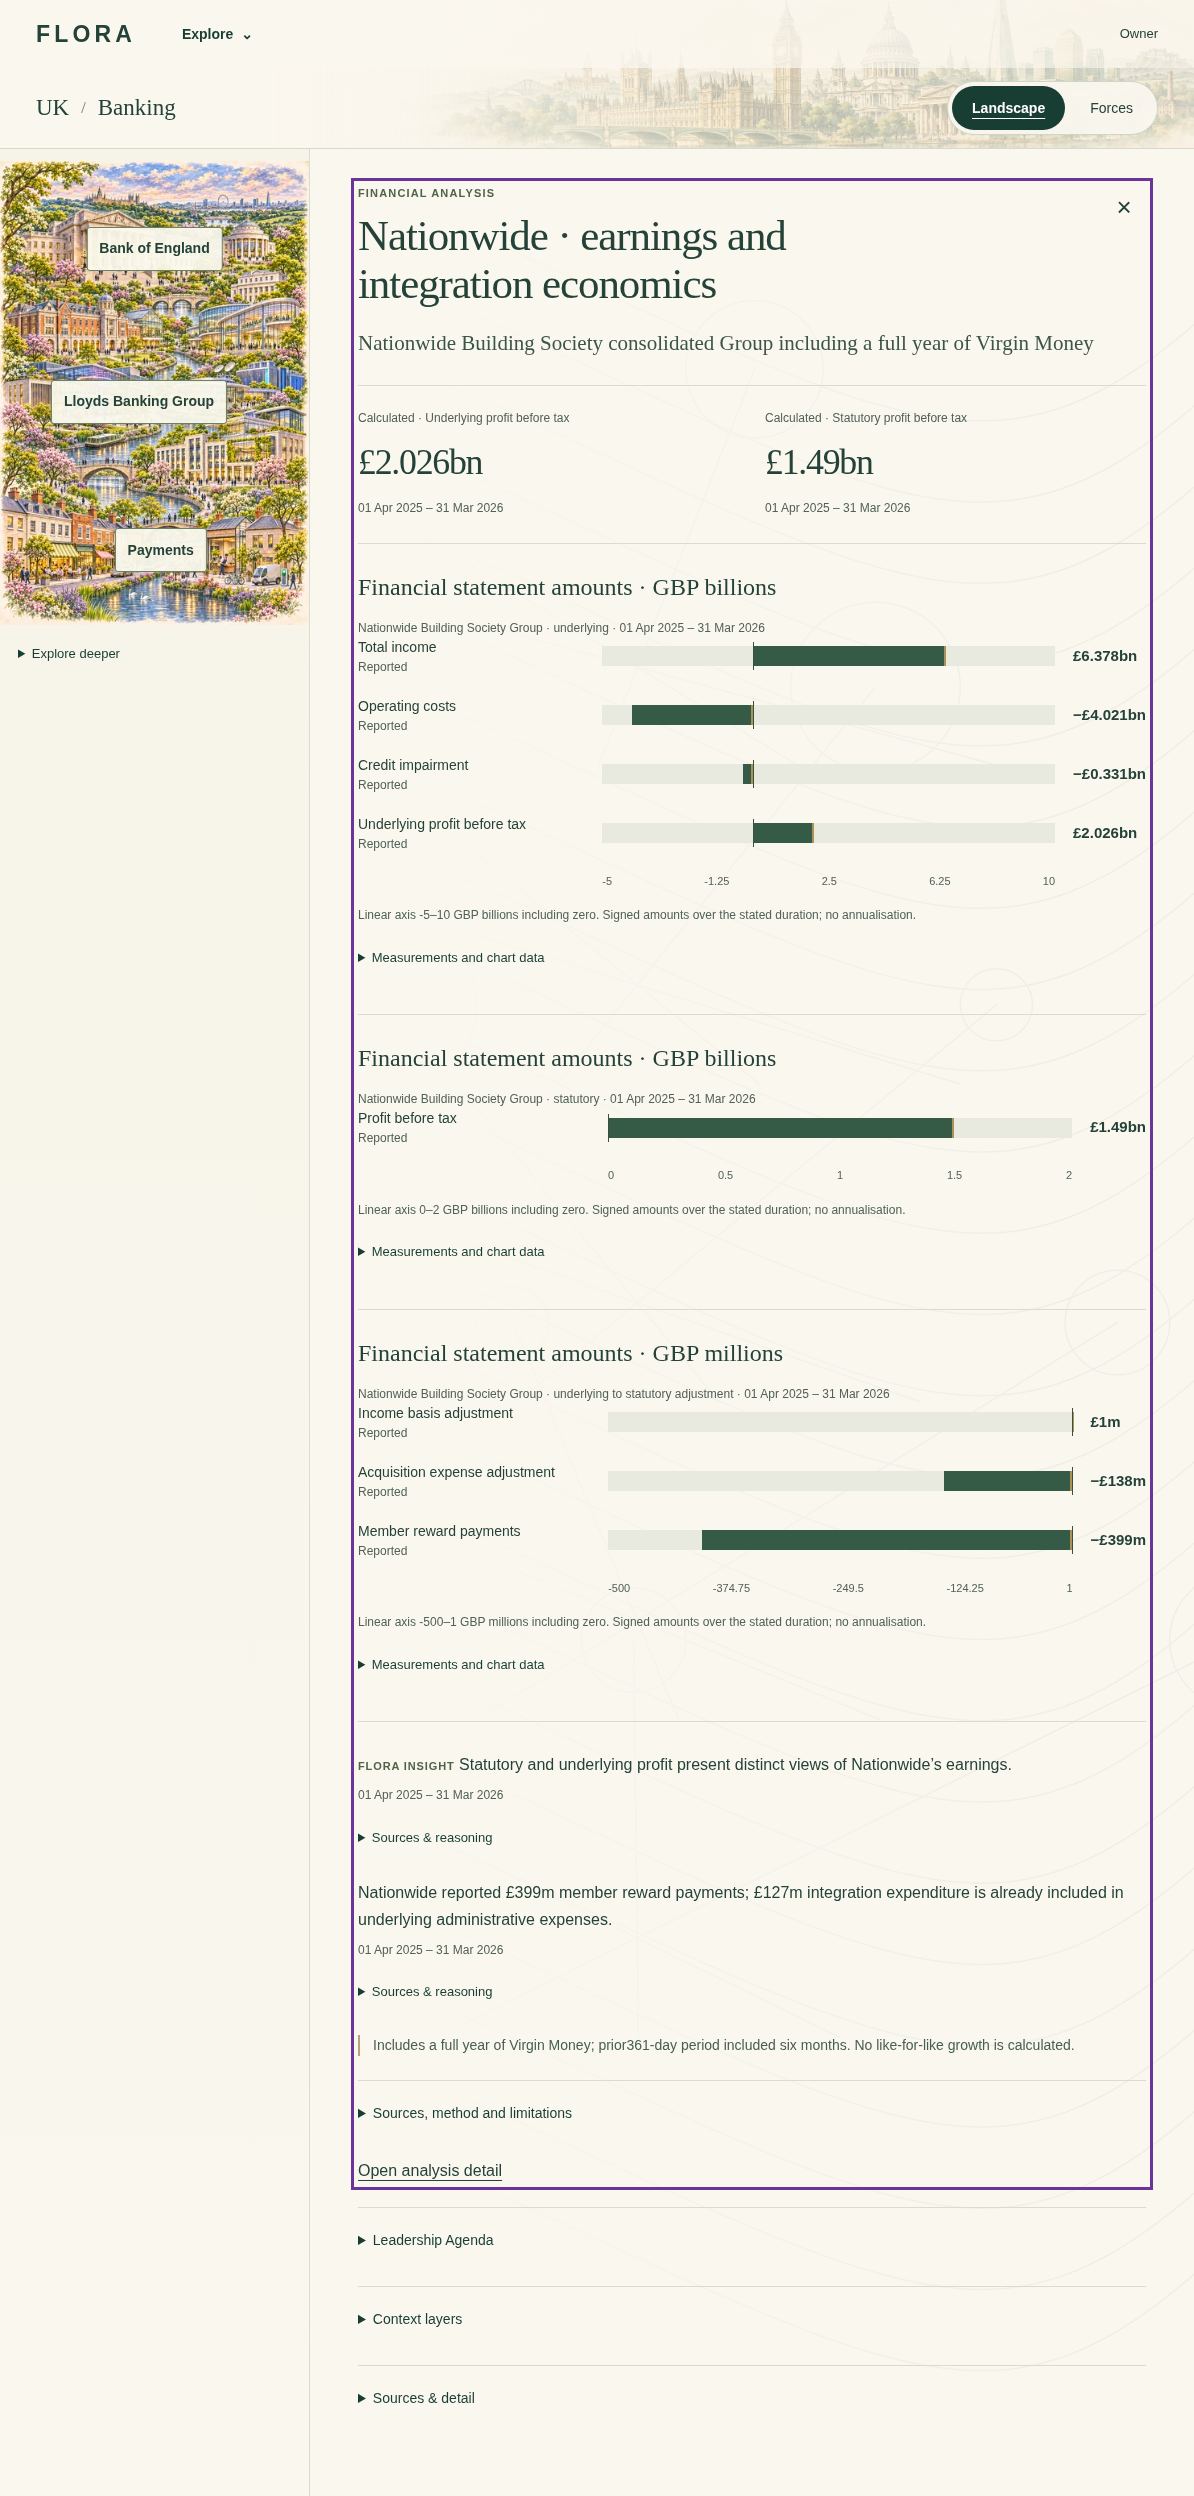 FLORA
Explore ⌄
Owner
UK / Banking
Landscape
Forces
Bank of England
Lloyds Banking Group
Payments
▶ Explore deeper
FINANCIAL ANALYSIS
✕
Nationwide · earnings and
integration economics
Nationwide Building Society consolidated Group including a full year of Virgin Money
Calculated · Underlying profit before tax
£2.026bn
01 Apr 2025 – 31 Mar 2026
Calculated · Statutory profit before tax
£1.49bn
01 Apr 2025 – 31 Mar 2026
Financial statement amounts · GBP billions
Nationwide Building Society Group · underlying · 01 Apr 2025 – 31 Mar 2026
Total income
Reported
£6.378bn
Operating costs
Reported
−£4.021bn
Credit impairment
Reported
−£0.331bn
Underlying profit before tax
Reported
£2.026bn
-5 -1.25 2.5 6.25 10
Linear axis -5–10 GBP billions including zero. Signed amounts over the stated duration; no annualisation.
▶ Measurements and chart data
Financial statement amounts · GBP billions
Nationwide Building Society Group · statutory · 01 Apr 2025 – 31 Mar 2026
Profit before tax
Reported
£1.49bn
0 0.5 1 1.5 2
Linear axis 0–2 GBP billions including zero. Signed amounts over the stated duration; no annualisation.
▶ Measurements and chart data
Financial statement amounts · GBP millions
Nationwide Building Society Group · underlying to statutory adjustment · 01 Apr 2025 – 31 Mar 2026
Income basis adjustment
Reported
£1m
Acquisition expense adjustment
Reported
−£138m
Member reward payments
Reported
−£399m
-500 -374.75 -249.5 -124.25 1
Linear axis -500–1 GBP millions including zero. Signed amounts over the stated duration; no annualisation.
▶ Measurements and chart data
FLORA INSIGHT Statutory and underlying profit present distinct views of Nationwide’s earnings.
01 Apr 2025 – 31 Mar 2026
▶ Sources & reasoning
Nationwide reported £399m member reward payments; £127m integration expenditure is already included in
underlying administrative expenses.
01 Apr 2025 – 31 Mar 2026
▶ Sources & reasoning
Includes a full year of Virgin Money; prior361-day period included six months. No like-for-like growth is calculated.
▶ Sources, method and limitations
Open analysis detail
▶ Leadership Agenda
▶ Context layers
▶ Sources & detail